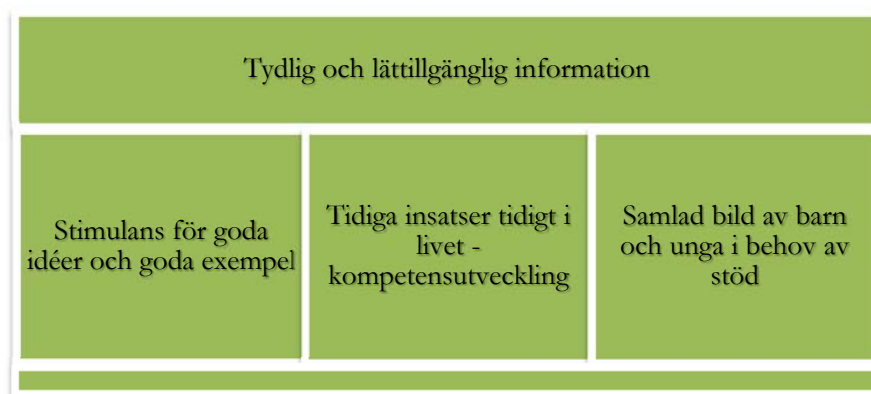 Tydlig och lättillgänglig information
Stimulans för goda
idéer och goda exempel
Tidiga insatser tidigt i
livet -
kompetensutveckling
Samlad bild av barn
och unga i behov av
stöd